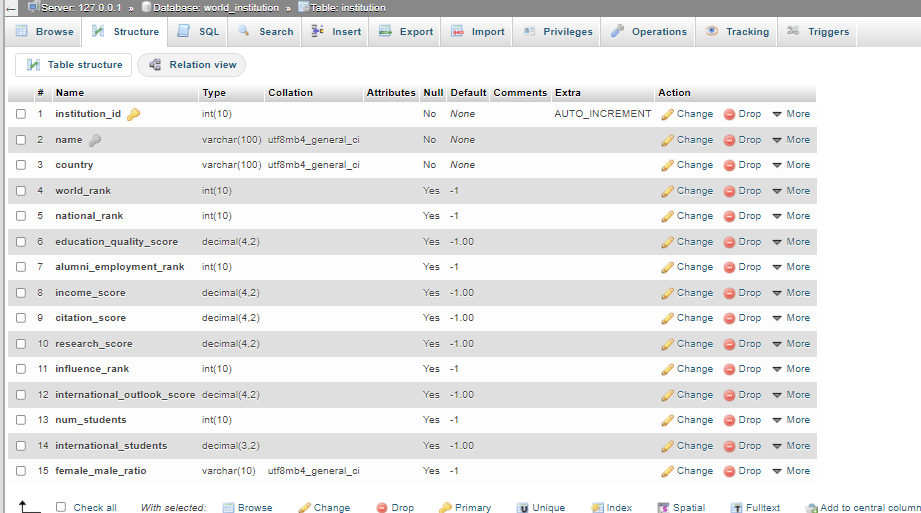 Server: 127.0.0.1 » Database: world_institution » Table: institution
Browse Structure SQL Search Insert Export Import Privileges Operations Tracking Triggers
Table structure Relation view
# Name Type Collation Attributes Null Default Comments Extra Action
1 institution_id int(10) No None AUTO_INCREMENT Change Drop More
2 name varchar(100) utf8mb4_general_ci No None Change Drop More
3 country varchar(100) utf8mb4_general_ci No None Change Drop More
4 world_rank int(10) Yes -1 Change Drop More
5 national_rank int(10) Yes -1 Change Drop More
6 education_quality_score decimal(4,2) Yes -1.00 Change Drop More
7 alumni_employment_rank int(10) Yes -1 Change Drop More
8 income_score decimal(4,2) Yes -1.00 Change Drop More
9 citation_score decimal(4,2) Yes -1.00 Change Drop More
10 research_score decimal(4,2) Yes -1.00 Change Drop More
11 influence_rank int(10) Yes -1 Change Drop More
12 international_outlook_score decimal(4,2) Yes -1.00 Change Drop More
13 num_students int(10) Yes -1 Change Drop More
14 international_students decimal(3,2) Yes -1.00 Change Drop More
15 female_male_ratio varchar(10) utf8mb4_general_ci Yes -1 Change Drop More
Check all With selected: Browse Change Drop Primary Unique Index Spatial Fulltext Add to central colum